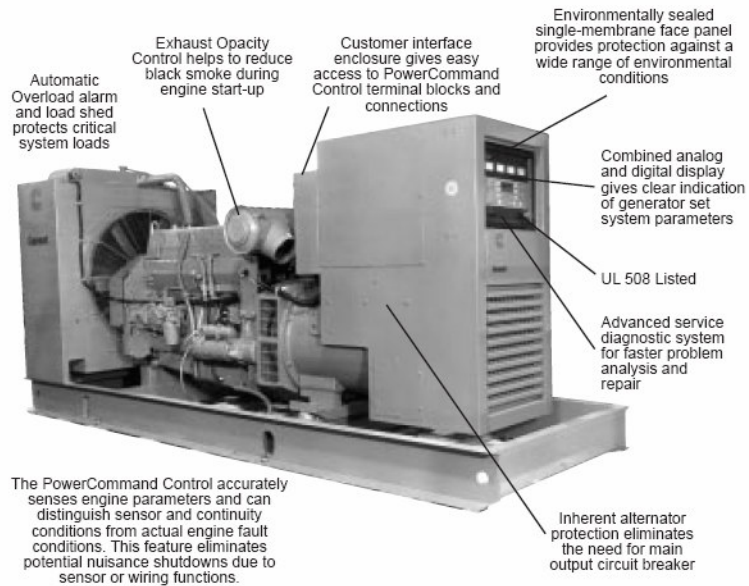 Environmentally sealed
single-membrane face panel
provides protection against a
wide range of environmental
conditions
Exhaust Opacity
Control helps to reduce
black smoke during
engine start-up
Customer interface
enclosure gives easy
access to PowerCommand
Control terminal blocks and
connections
Automatic
Overload alarm
and load shed
protects critical
system loads
Combined analog
and digital display
gives clear indication
of generator set
system parameters
UL 508 Listed
Advanced service
diagnostic system
for faster problem
analysis and
repair
The PowerCommand Control accurately
senses engine parameters and can
distinguish sensor and continuity
conditions from actual engine fault
conditions. This feature eliminates
potential nuisance shutdowns due to
sensor or wiring functions.
Inherent alternator
protection eliminates
the need for main
output circuit breaker